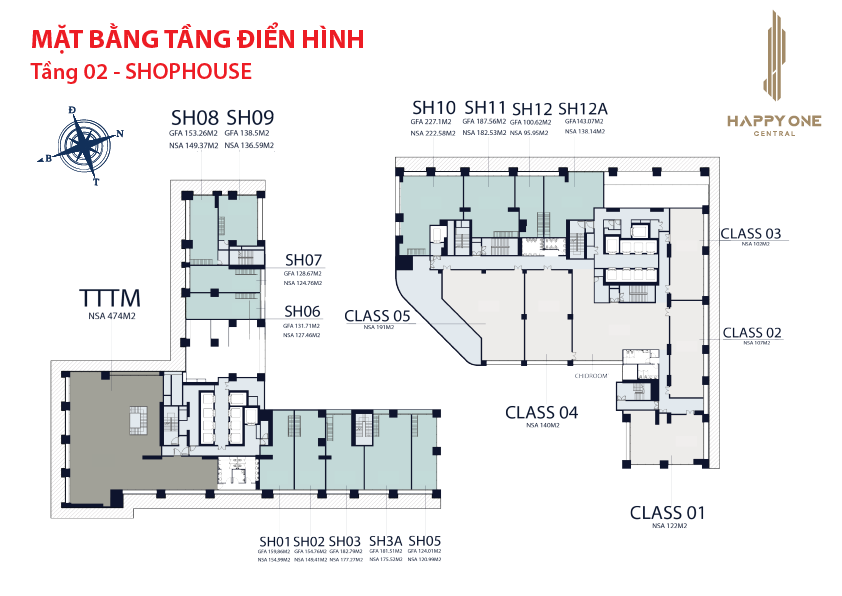 MẶT BẰNG TẦNG ĐIỂN HÌNH
Tầng 02 - SHOPHOUSE
HAPPY ONE
CENTRAL
Đ
N
B
T
SH08
GFA 153.26M2
NSA 149.37M2
SH09
GFA 138.5M2
NSA 136.59M2
SH10
GFA 227.1M2
NSA 222.58M2
SH11
GFA 187.56M2
NSA 182.53M2
SH12
GFA 100.62M2
NSA 95.95M2
SH12A
GFA143.07M2
NSA 138.14M2
SH07
GFA 128.67M2
NSA 124.76M2
SH06
GFA 131.71M2
NSA 127.46M2
TTTM
NSA 474M2
CLASS 03
NSA 102M2
CLASS 05
NSA 191M2
CLASS 02
NSA 107M2
CHIDROOM
CLASS 04
NSA 140M2
CLASS 01
NSA 122M2
SH01
GFA 159,86M2
NSA 154,99M2
SH02
GFA 154.76M2
NSA 149,41M2
SH03
GFA 182.79M2
NSA 177.27M2
SH3A
GFA 181.51M2
NSA 175.52M2
SH05
GFA 124.01M2
NSA 120.99M2